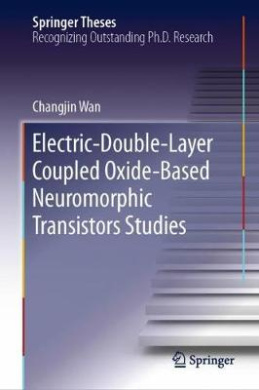 Springer Theses
Recognizing Outstanding Ph.D. Research
Changjin Wan
Electric-Double-Layer
Coupled Oxide-Based
Neuromorphic
Transistors Studies
Springer